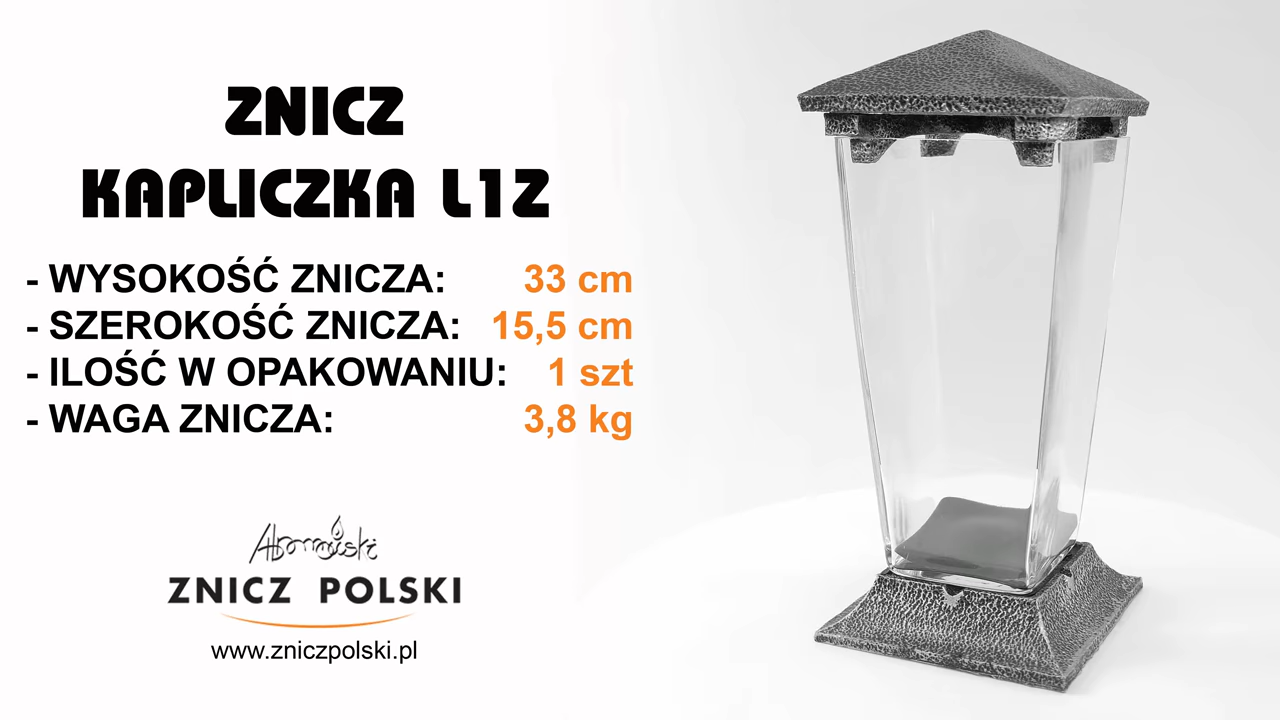 ZNICZ
KAPLICZKA L1Z
- WYSOKOŚĆ ZNICZA: 33 cm
- SZEROKOŚĆ ZNICZA: 15,5 cm
- ILOŚĆ W OPAKOWANIU: 1 szt
- WAGA ZNICZA: 3,8 kg
ZNICZ POLSKI
www.zniczpolski.pl